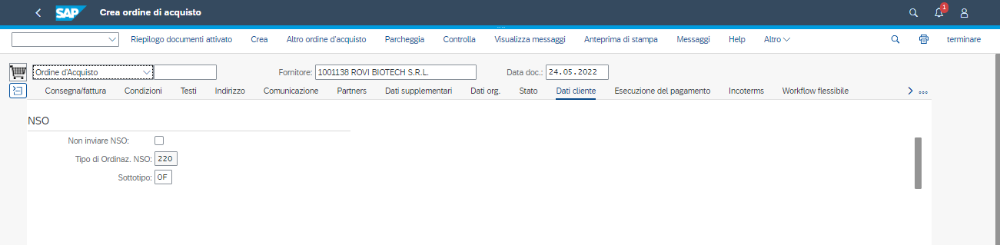 SAP Crea ordine di acquisto 1
Riepilogo documenti attivato Crea Altro ordine d'acquisto Parcheggia Controlla Visualizza messaggi Anteprima di stampa Messaggi Help Altro terminare
Ordine d'Acquisto Fornitore: 1001138 ROVI BIOTECH S.R.L. Data doc.: 24.05.2022
Consegna/fattura Condizioni Testi Indirizzo Comunicazione Partners Dati supplementari Dati org. Stato Dati cliente Esecuzione del pagamento Incoterms Workflow flessibile
NSO
Non inviare NSO:
Tipo di Ordinaz. NSO: 220
Sottotipo: OF